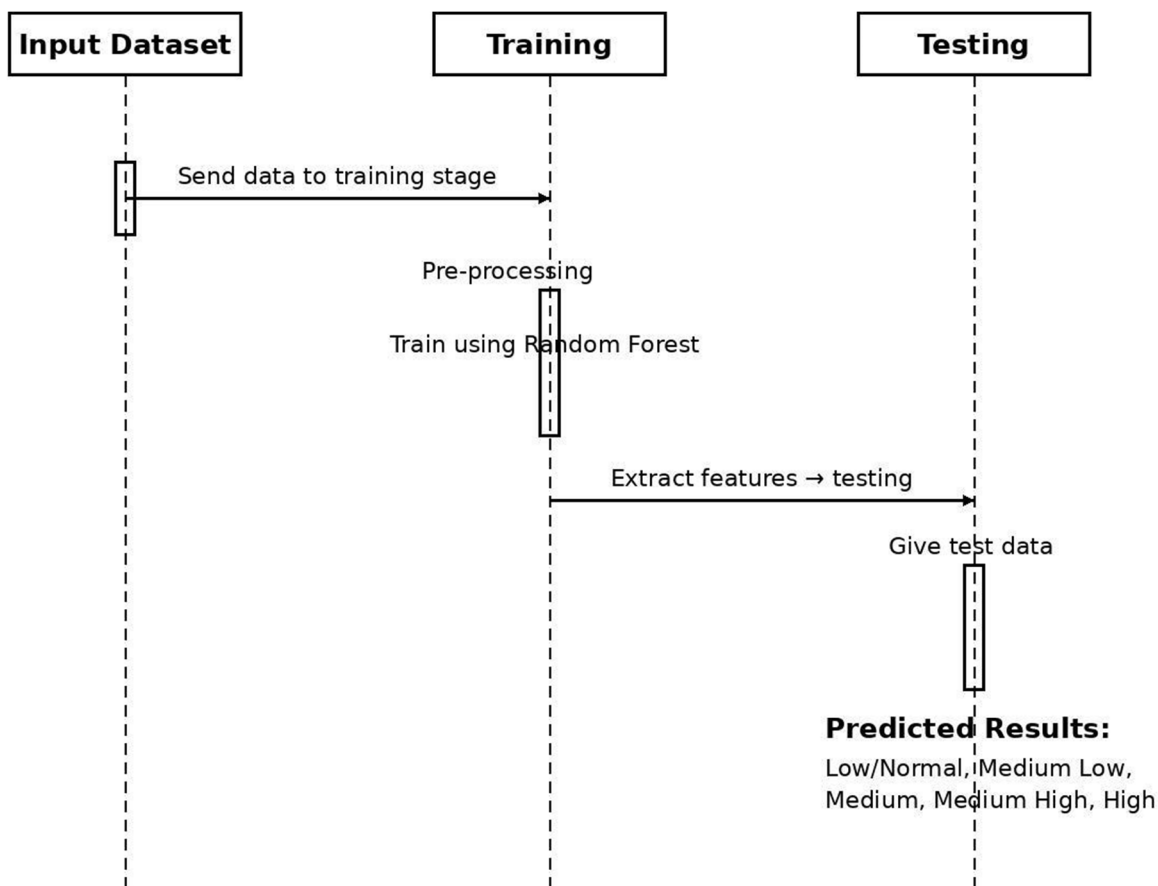 Input Dataset
Training
Testing
Send data to training stage
Pre-processing
Train using Random Forest
Extract features → testing
Give test data
Predicted Results:
Low/Normal, Medium Low,
Medium, Medium High, High